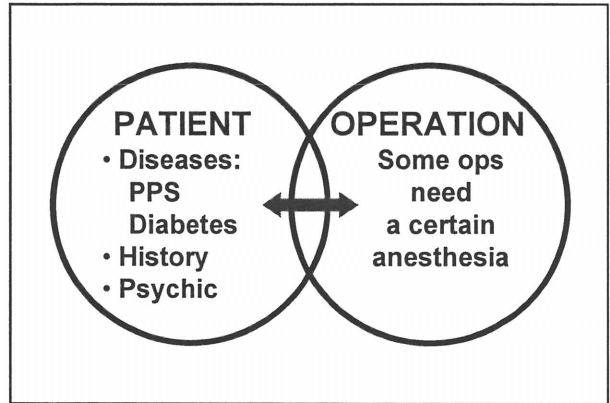 PATIENT
• Diseases:
PPS
Diabetes
• History
• Psychic
OPERATION
Some ops
need
a certain
anesthesia